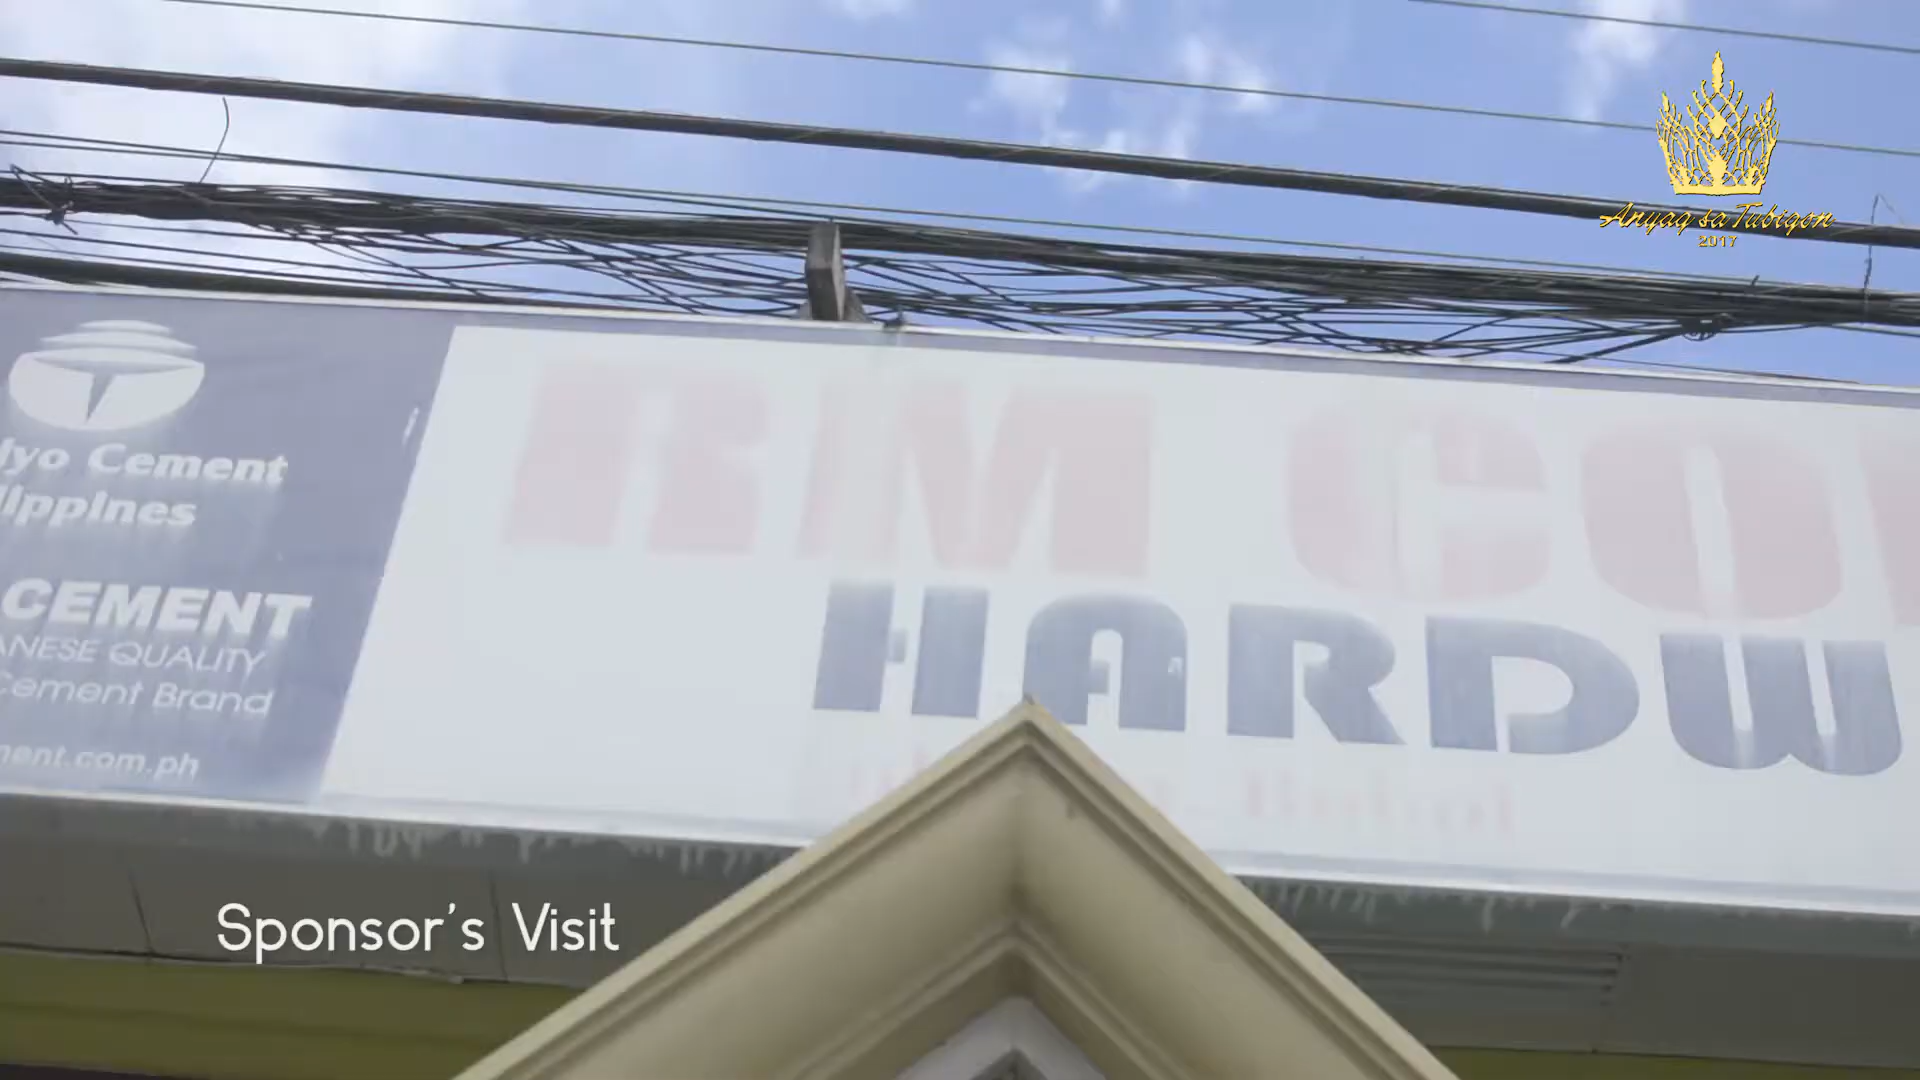 Anyag sa Tubigon
2017
lyo Cement
ilippines
CEMENT
ANESE QUALITY
Cement Brand
ment.com.ph
RM CO
HARDW
Sponsor's Visit